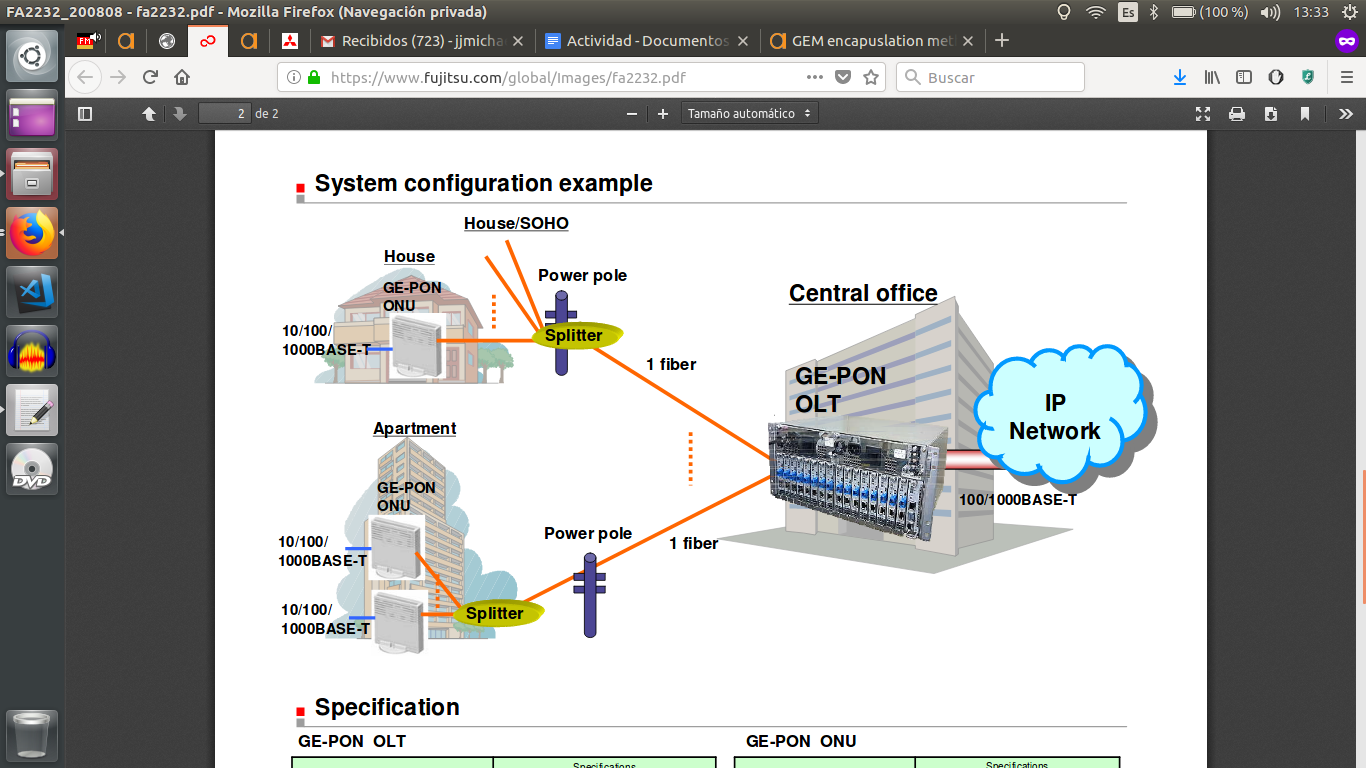 FA2232_200808 - fa2232.pdf - Mozilla Firefox (Navegación privada)
Es
(100 %)
13:33
Recibidos (723) - jjmicha
Actividad - Documentos
GEM encapuslation met
https://www.fujitsu.com/global/Images/fa2232.pdf
Buscar
2 de 2
Tamaño automático
System configuration example
House/SOHO
House
Power pole
GE-PON
ONU
Central office
10/100/
1000BASE-T
Splitter
1 fiber
GE-PON
OLT
IP
Network
Apartment
GE-PON
ONU
100/1000BASE-T
Power pole
10/100/
1000BASE-T
1 fiber
10/100/
1000BASE-T
Splitter
Specification
GE-PON OLT
GE-PON ONU
Specifications
Specifications
DVD